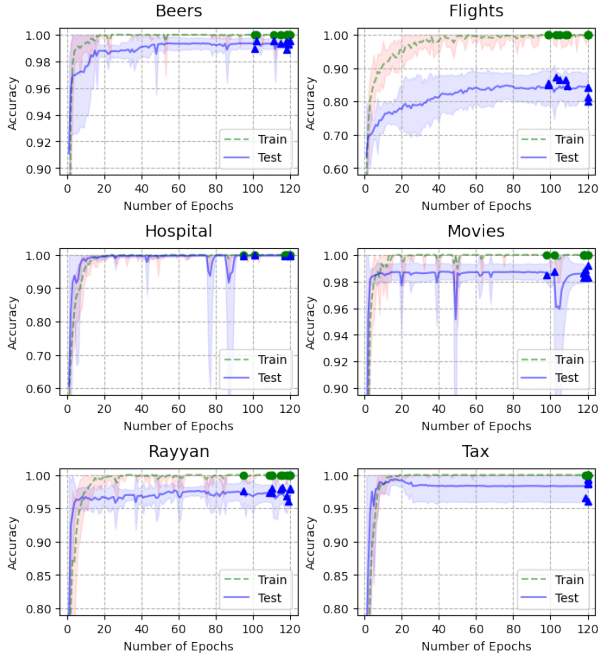 Beers
1.00
0.98
0.96
0.94
0.92
0.90
Accuracy
0 20 40 60 80 100 120
Number of Epochs
Train
Test
Flights
1.00
0.90
0.80
0.70
0.60
Accuracy
0 20 40 60 80 100 120
Number of Epochs
Train
Test
Hospital
1.00
0.90
0.80
0.70
0.60
Accuracy
0 20 40 60 80 100 120
Number of Epochs
Train
Test
Movies
1.00
0.98
0.96
0.94
0.92
0.90
Accuracy
0 20 40 60 80 100 120
Number of Epochs
Train
Test
Rayyan
1.00
0.95
0.90
0.85
0.80
Accuracy
0 20 40 60 80 100 120
Number of Epochs
Train
Test
Tax
1.00
0.95
0.90
0.85
0.80
Accuracy
0 20 40 60 80 100 120
Number of Epochs
Train
Test